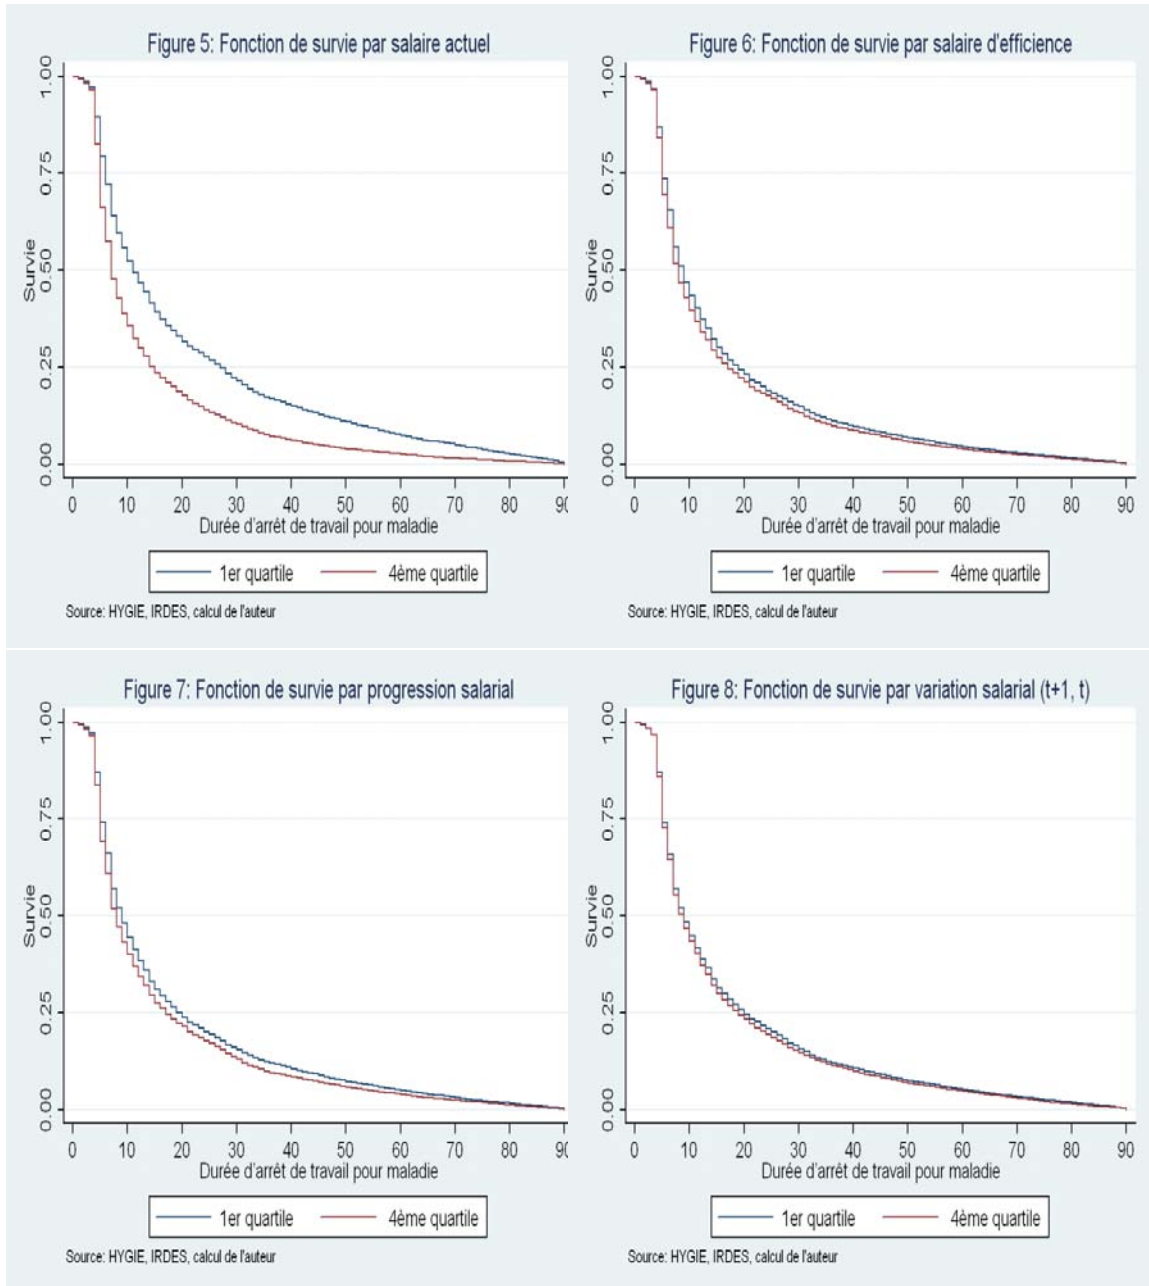 Figure 5: Fonction de survie par salaire actuel
Survie
0.00 0.25 0.50 0.75 1.00
0 10 20 30 40 50 60 70 80 90
Durée d'arrêt de travail pour maladie
1er quartile 4ème quartile
Source: HYGIE, IRDES, calcul de l'auteur
Figure 6: Fonction de survie par salaire d'efficience
Survie
0.00 0.25 0.50 0.75 1.00
0 10 20 30 40 50 60 70 80 90
Durée d'arrêt de travail pour maladie
1er quartile 4ème quartile
Source: HYGIE, IRDES, calcul de l'auteur
Figure 7: Fonction de survie par progression salarial
Survie
0.00 0.25 0.50 0.75 1.00
0 10 20 30 40 50 60 70 80 90
Durée d'arrêt de travail pour maladie
1er quartile 4ème quartile
Source: HYGIE, IRDES, calcul de l'auteur
Figure 8: Fonction de survie par variation salarial (t+1, t)
Survie
0.00 0.25 0.50 0.75 1.00
0 10 20 30 40 50 60 70 80 90
Durée d'arrêt de travail pour maladie
1er quartile 4ème quartile
Source: HYGIE, IRDES, calcul de l'auteur